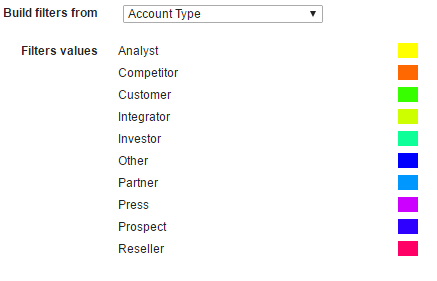 Build filters from Account Type
Filters values Analyst
Competitor
Customer
Integrator
Investor
Other
Partner
Press
Prospect
Reseller